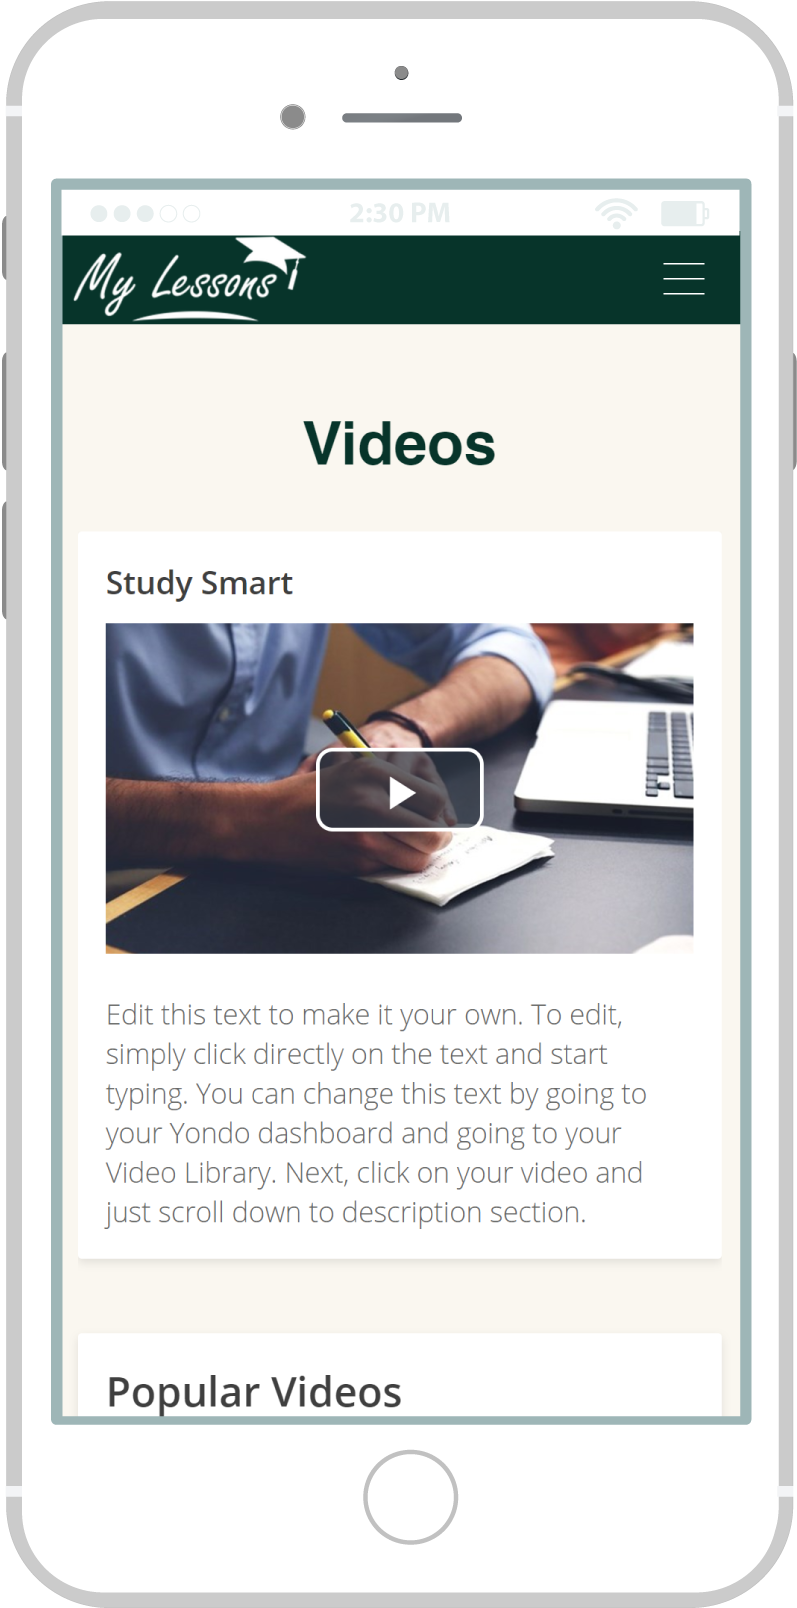 2:30 PM
My Lessons
Videos
Study Smart
Edit this text to make it your own. To edit,
simply click directly on the text and start
typing. You can change this text by going to
your Yondo dashboard and going to your
Video Library. Next, click on your video and
just scroll down to description section.
Popular Videos